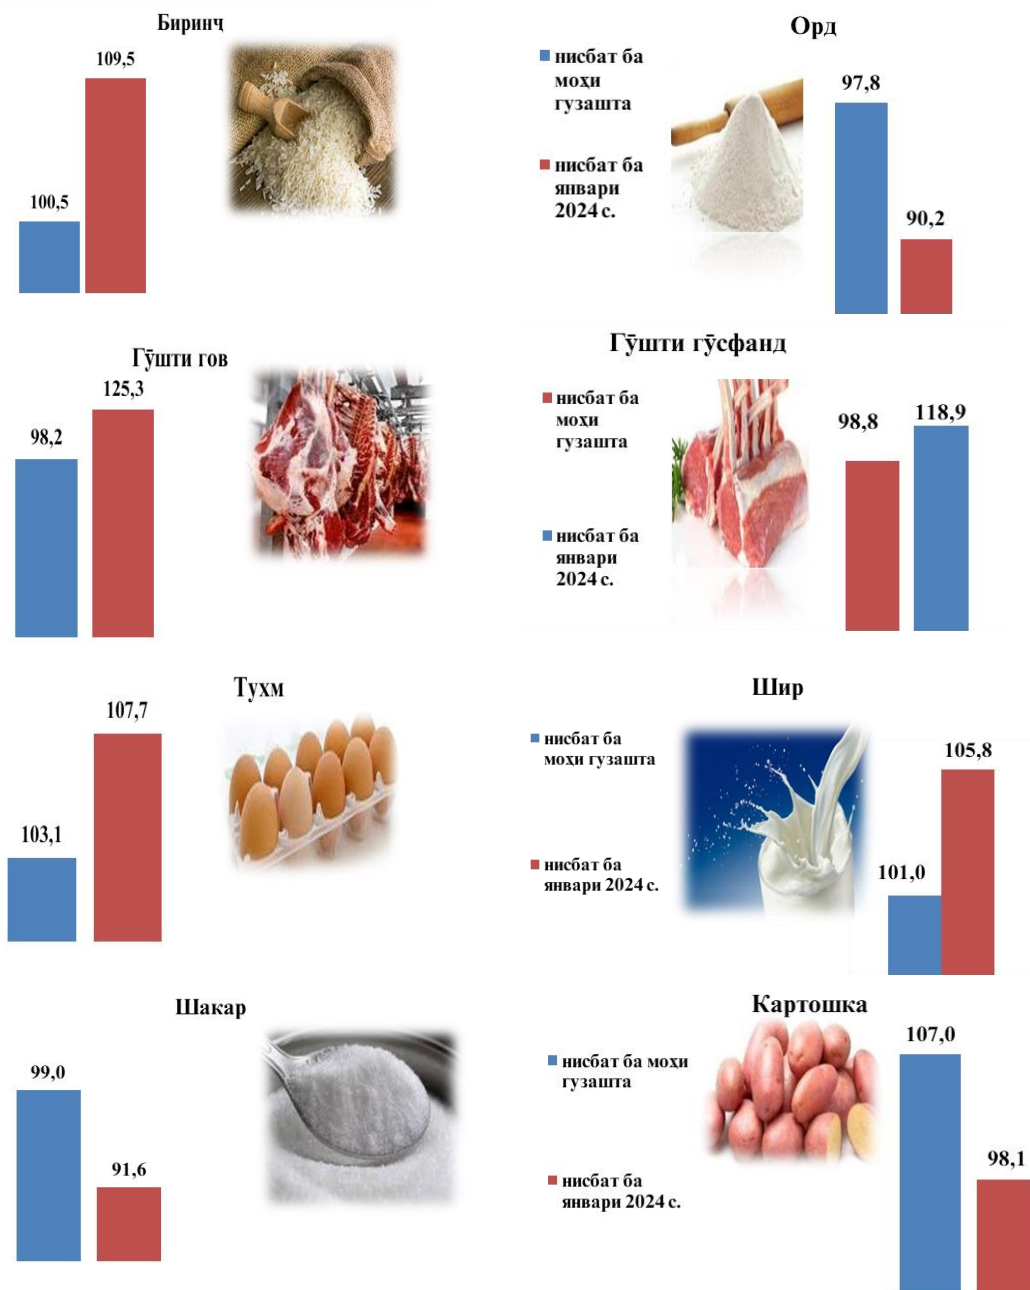 Биринҷ
109,5
100,5
Орд
нисбат ба
моҳи
гузашта
нисбат ба
январи
2024 с.
97,8
90,2
Гӯшти гов
125,3
98,2
Гӯшти гӯсфанд
нисбат ба
моҳи
гузашта
нисбат ба
январи
2024 с.
98,8
118,9
Тухм
107,7
103,1
Шир
нисбат ба
моҳи гузашта
нисбат ба
январи 2024 с.
105,8
101,0
Шакар
99,0
91,6
Картошка
нисбат ба моҳи
гузашта
нисбат ба
январи 2024 с.
107,0
98,1